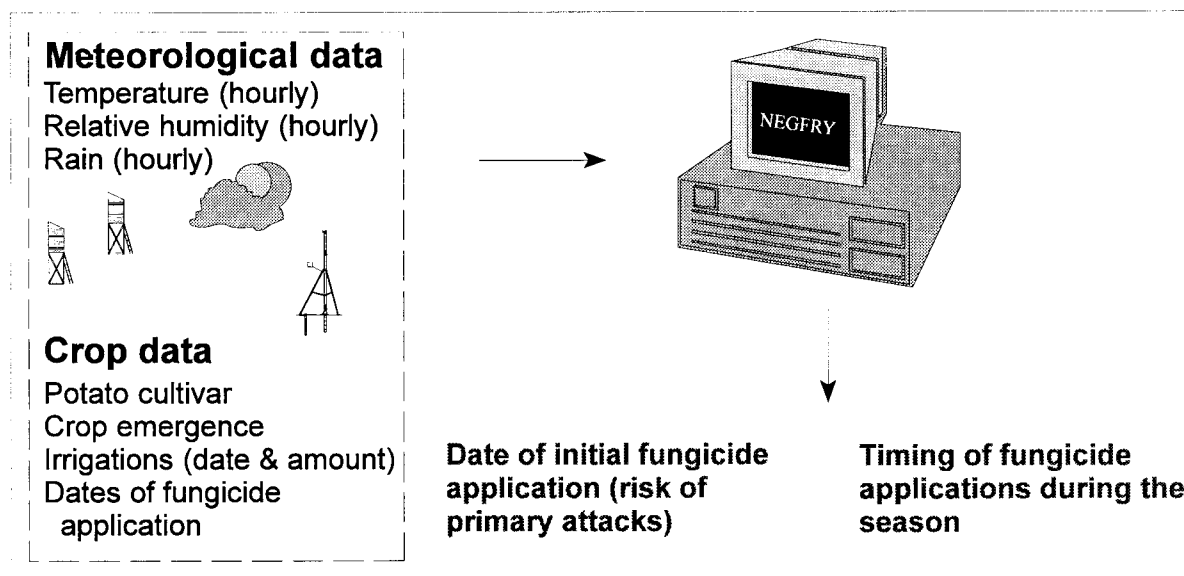 Meteorological data
Temperature (hourly)
Relative humidity (hourly)
Rain (hourly)
NEGFRY
Crop data
Potato cultivar
Crop emergence
Irrigations (date & amount)
Dates of fungicide
application
Date of initial fungicide
application (risk of
primary attacks)
Timing of fungicide
applications during the
season